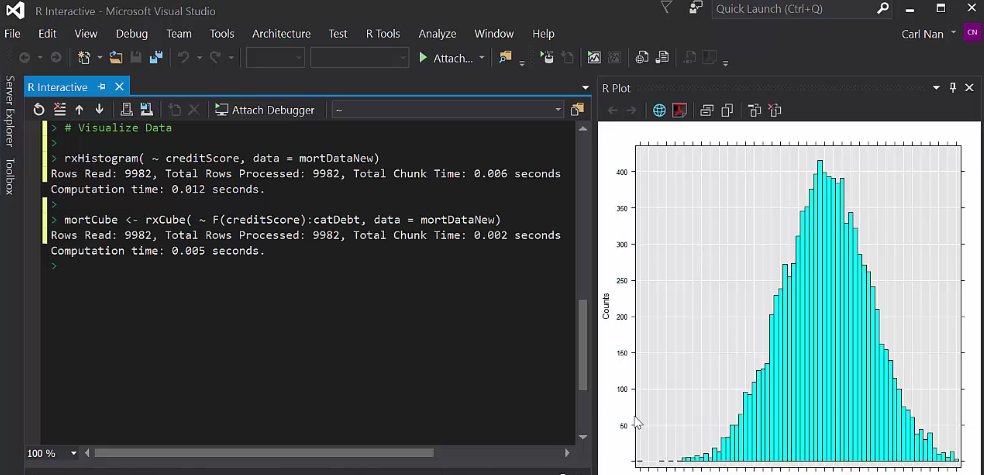 R Interactive - Microsoft Visual Studio
Quick Launch (Ctrl+Q)
File Edit View Debug Team Tools Architecture Test R Tools Analyze Window Help
Carl Nan CN
Attach...
Server Explorer
Toolbox
R Interactive
Attach Debugger ~
> # Visualize Data
>
> rxHistogram( ~ creditScore, data = mortDataNew)
Rows Read: 9982, Total Rows Processed: 9982, Total Chunk Time: 0.006 seconds
Computation time: 0.012 seconds.
>
> mortCube <- rxCube( ~ F(creditScore):catDebt, data = mortDataNew)
Rows Read: 9982, Total Rows Processed: 9982, Total Chunk Time: 0.002 seconds
Computation time: 0.005 seconds.
>
100 %
R Plot
400
350
300
250
200
150
100
50
Counts